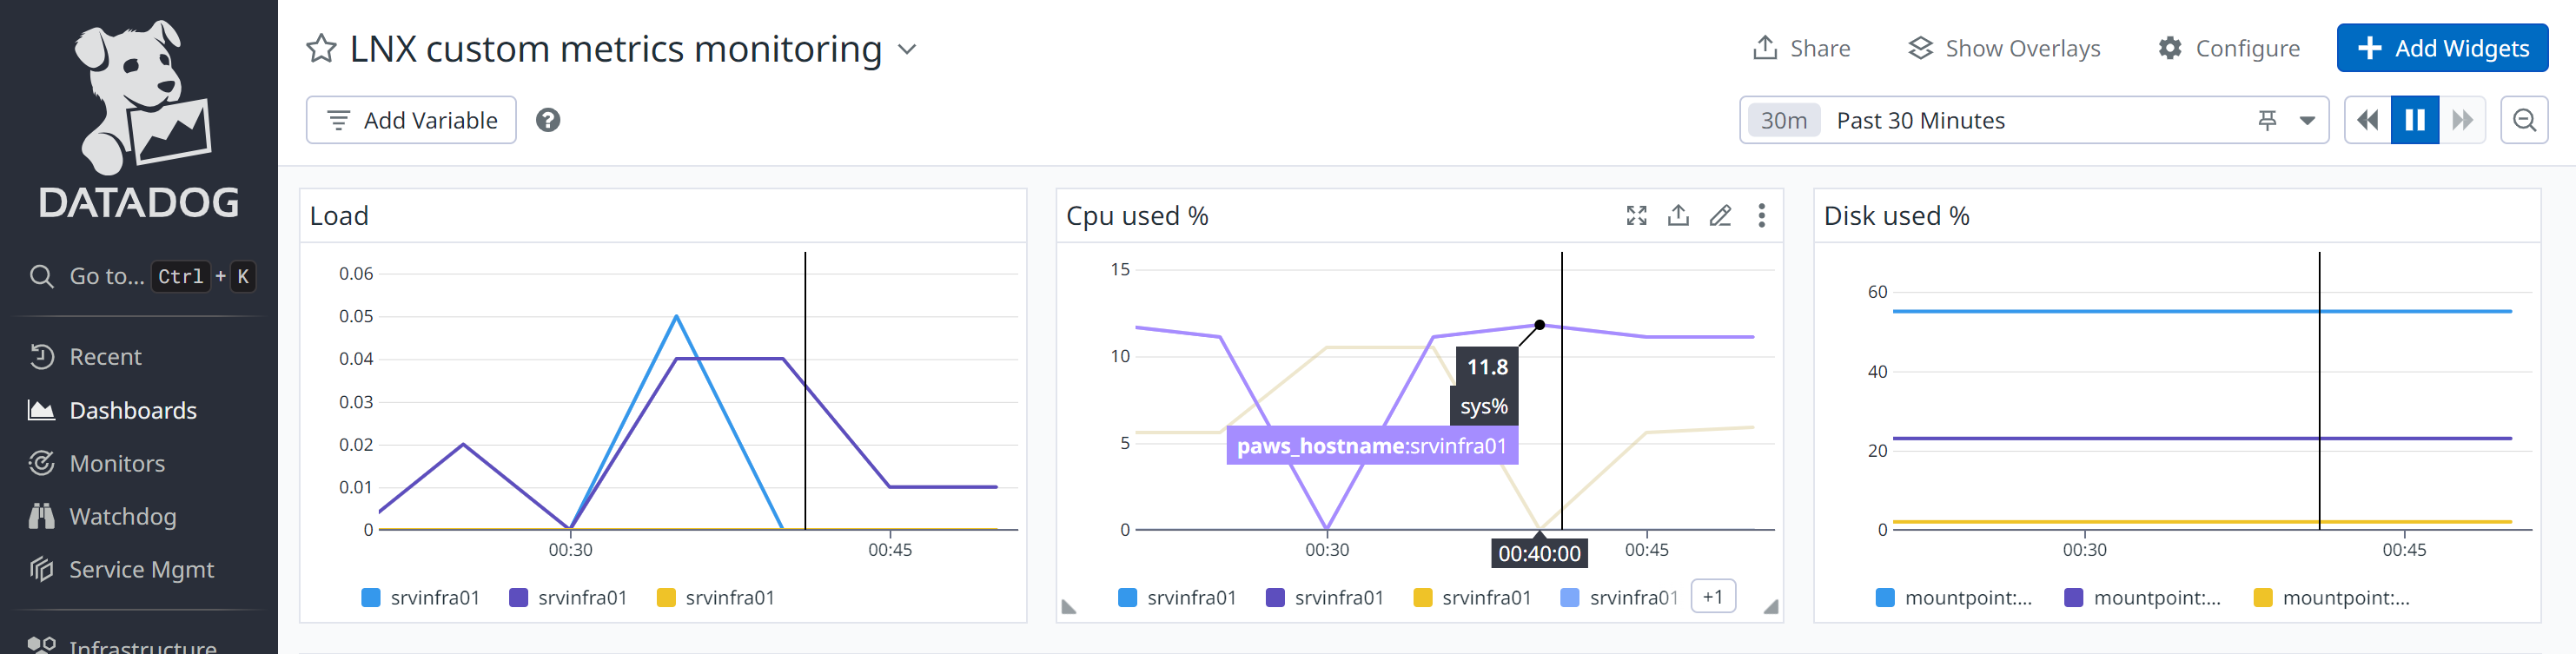 DATADOG
Go to... Ctrl + K
Recent
Dashboards
Monitors
Watchdog
Service Mgmt
Infrastructure
LNX custom metrics monitoring
Share
Show Overlays
Configure
Add Widgets
Add Variable
30m Past 30 Minutes
Load
0.06
0.05
0.04
0.03
0.02
0.01
0
00:30 00:45
srvinfra01 srvinfra01 srvinfra01
Cpu used %
15
10
5
0
11.8
sys%
paws_hostname:srvinfra01
00:30 00:40:00 00:45
srvinfra01 srvinfra01 srvinfra01 srvinfra01 +1
Disk used %
60
40
20
0
00:30 00:45
mountpoint:... mountpoint:... mountpoint:...